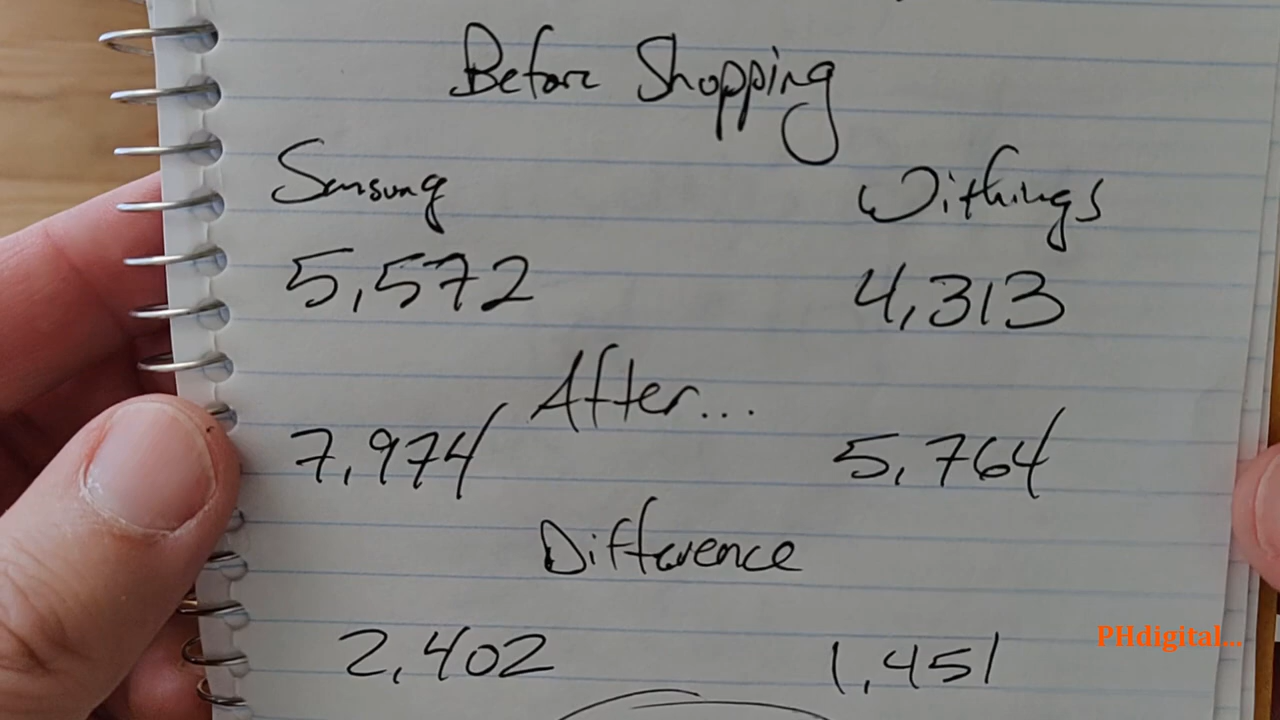 Before Shopping
Samsung Withings
5,572 4,313
After...
7,974 5,764
Difference
2,402 1,451
PHdigital...